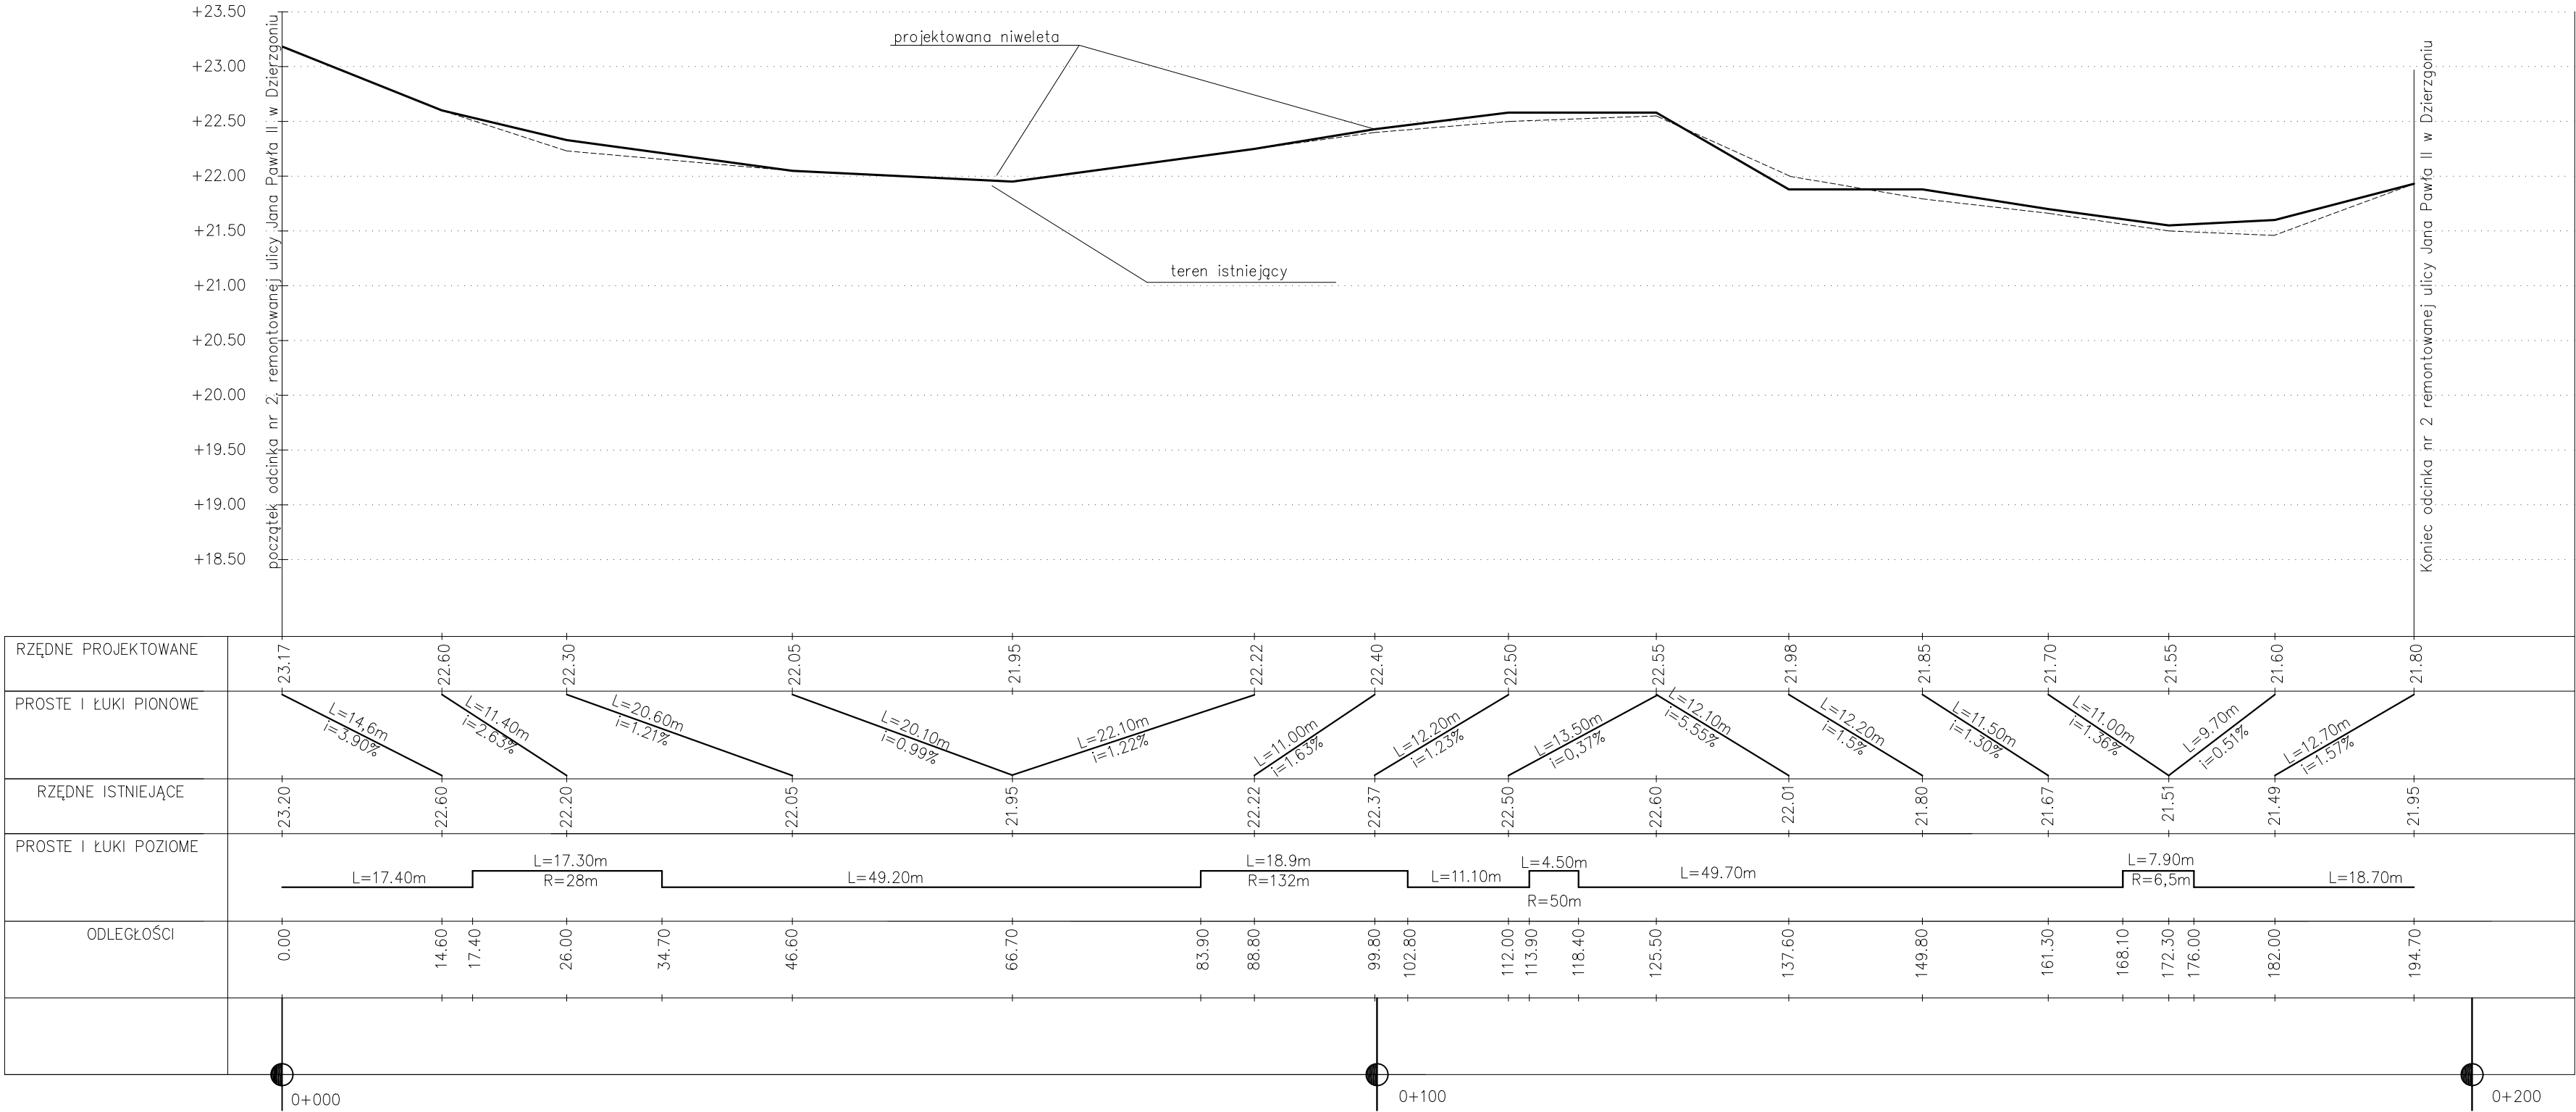 +23.50
+23.00
+22.50
+22.00
+21.50
+21.00
+20.50
+20.00
+19.50
+19.00
+18.50
początek odcinka nr 2 remontowanej ulicy Jana Pawła II w Dzierzgoniu
projektowana niweleta
teren istniejący
Koniec odcinka nr 2 remontowanej ulicy Jana Pawła II w Dzierzgoniu
RZĘDNE PROJEKTOWANE
23.17 22.60 22.30 22.05 21.95 22.22 22.40 22.50 22.55 21.98 21.85 21.70 21.55 21.60 21.80
PROSTE I ŁUKI PIONOWE
L=14,6m
i=3.90%
L=11.40m
i=2.63%
L=20.60m
i=1.21%
L=20.10m
i=0.99%
L=22.10m
i=1.22%
L=11.00m
i=1.63%
L=12.20m
i=1.23%
L=13.50m
i=0,37%
L=12.10m
i=5.55%
L=12.20m
i=1.5%
L=11.50m
i=1.30%
L=11.00m
i=1.36%
L=9.70m
i=0.51%
L=12.70m
i=1.57%
RZĘDNE ISTNIEJĄCE
23.20 22.60 22.20 22.05 21.95 22.22 22.37 22.50 22.60 22.01 21.80 21.67 21.51 21.49 21.95
PROSTE I ŁUKI POZIOME
L=17.40m
L=17.30m
R=28m
L=49.20m
L=18.9m
R=132m
L=11.10m
L=4.50m
R=50m
L=49.70m
L=7.90m
R=6,5m
L=18.70m
ODLEGŁOŚCI
0.00 14.60 17.40 26.00 34.70 46.60 66.70 83.90 88.80 99.80 102.80 112.00 113.90 118.40 125.50 137.60 149.80 161.30 168.10 172.30 176.00 182.00 194.70
0+000
0+100
0+200